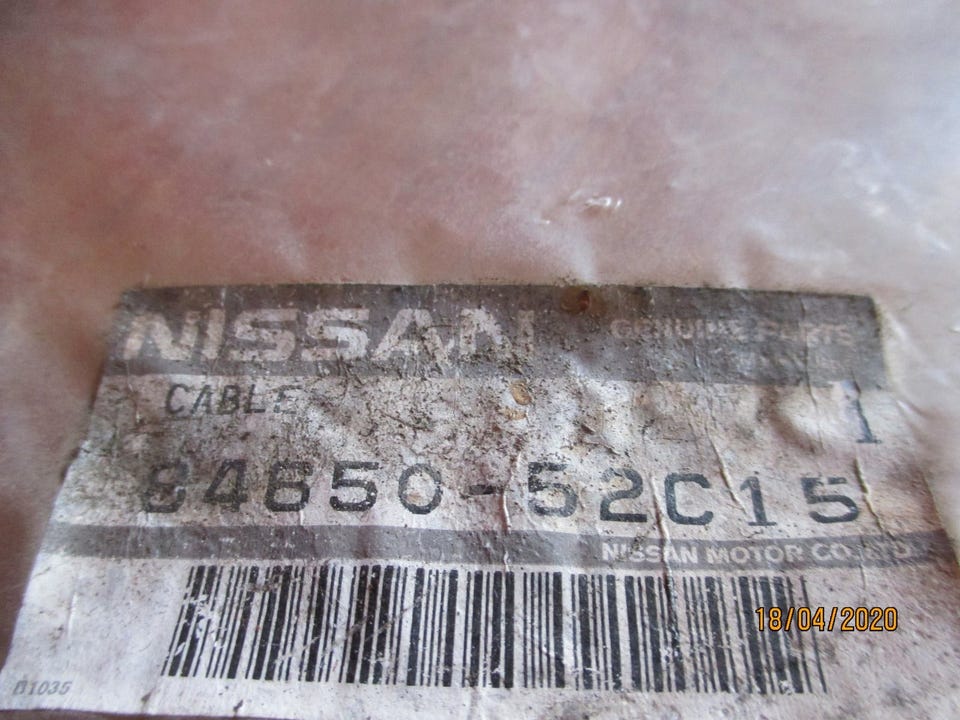 NISSAN GENUINE PARTS
CABLE 1
84650-52C15
NISSAN MOTOR CO., LTD.
18/04/2020
B1035